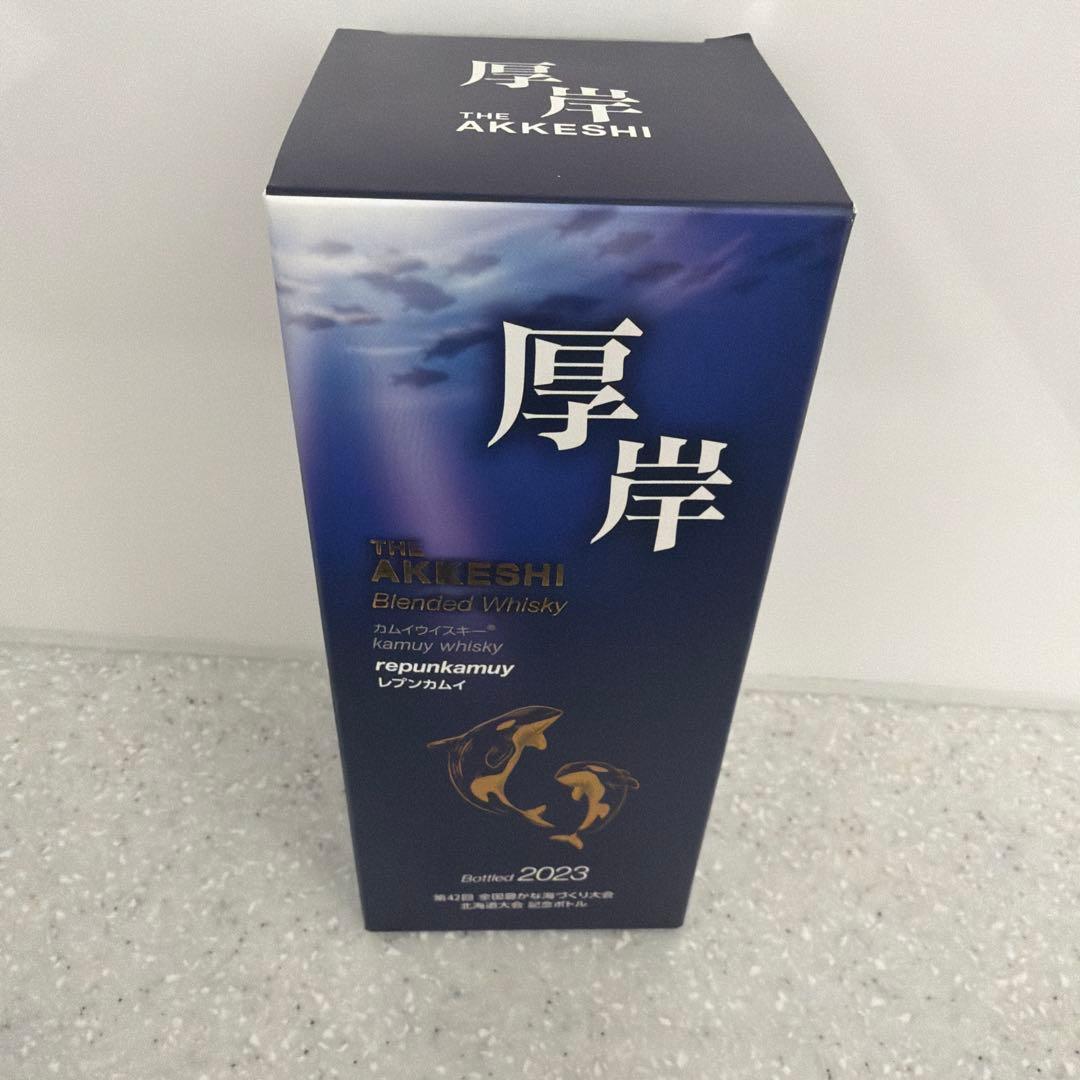 厚岸
THE
AKKESHI
厚岸
THE
AKKESHI
Blended Whisky
カムイウイスキー®
kamuy whisky
repunkamuy
レプンカムイ
Bottled 2023
第42回 全国豊かな海づくり大会
北海道大会 記念ボトル